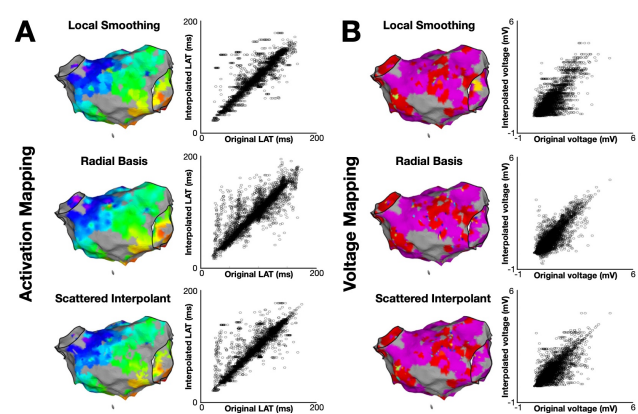 A
Activation Mapping
Local Smoothing
Interpolated LAT (ms)
200
0
0
Original LAT (ms)
200
Radial Basis
Interpolated LAT (ms)
200
0
0
Original LAT (ms)
200
Scattered Interpolant
Interpolated LAT (ms)
200
0
0
Original LAT (ms)
200
B
Voltage Mapping
Local Smoothing
Interpolated voltage (mV)
6
-1
Original voltage (mV)
6
Radial Basis
Interpolated voltage (mV)
6
-1
Original voltage (mV)
6
Scattered Interpolant
Interpolated voltage (mV)
6
-1
Original voltage (mV)
6